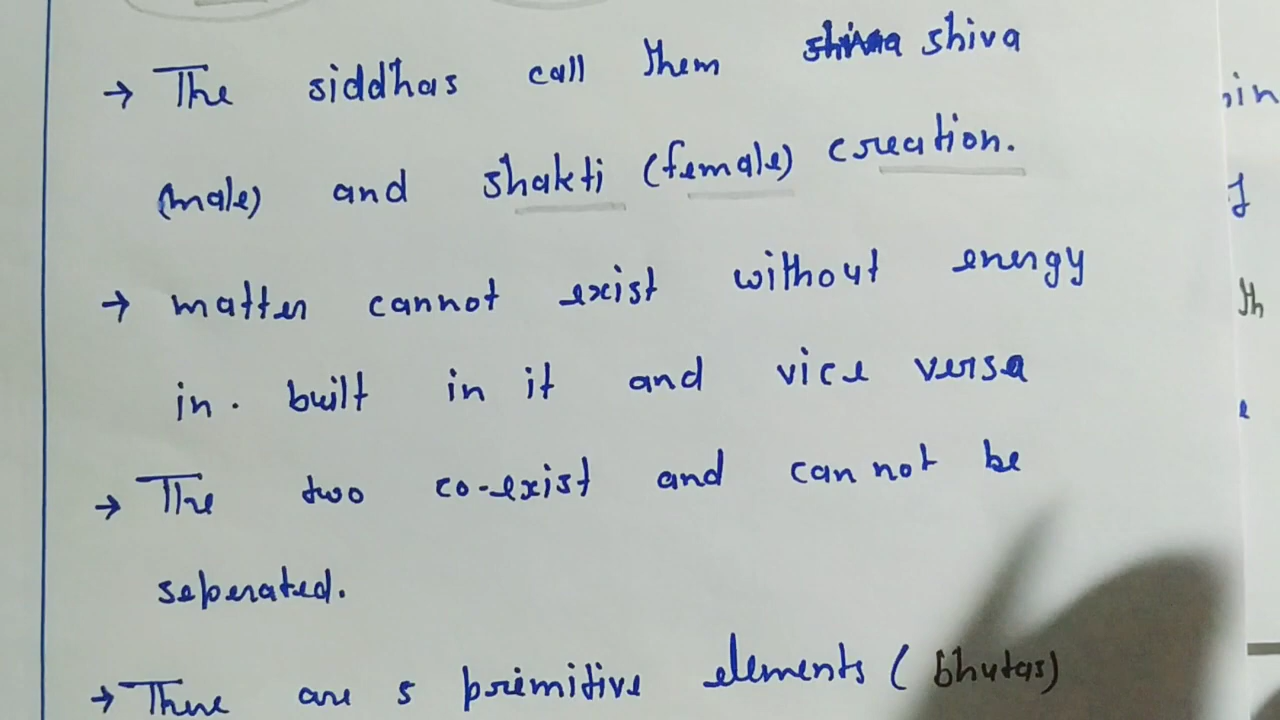 → The siddhas call them shiva
(male) and shakti (female) creation.
→ matter cannot exist without energy
in. built in it and vice versa
→ The two co-exist and can not be
seperated.
→ There are 5 primitive elements (bhutas)